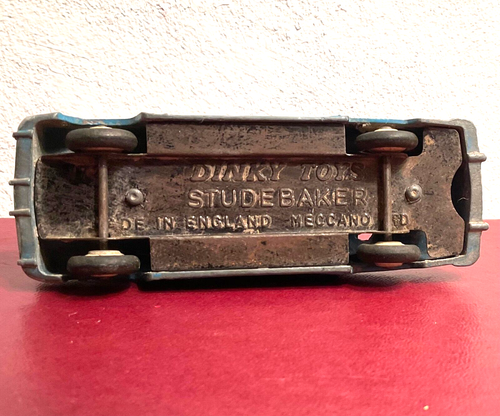 DINKY TOYS
STUDEBAKER
DE IN ENGLAND MECCANO D